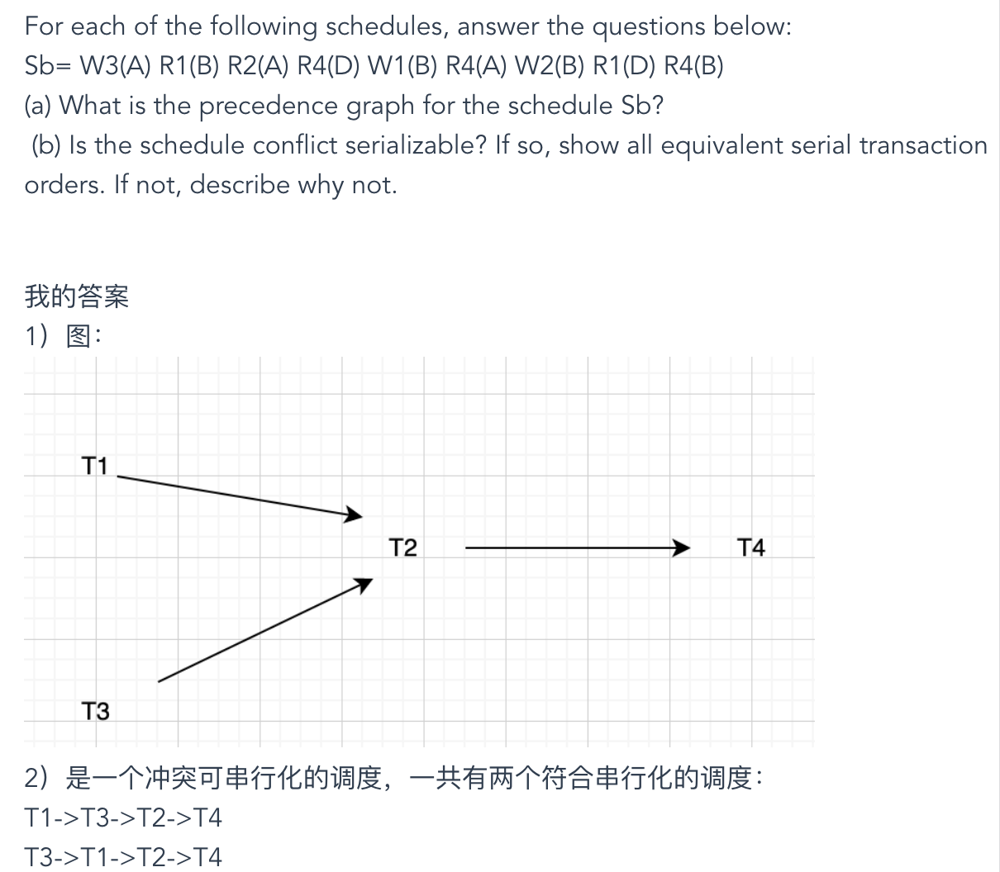 For each of the following schedules, answer the questions below:
Sb= W3(A) R1(B) R2(A) R4(D) W1(B) R4(A) W2(B) R1(D) R4(B)
(a) What is the precedence graph for the schedule Sb?
(b) Is the schedule conflict serializable? If so, show all equivalent serial transaction
orders. If not, describe why not.
我的答案
1）图：
T1
T2
T4
T3
2）是一个冲突可串行化的调度，一共有两个符合串行化的调度：
T1->T3->T2->T4
T3->T1->T2->T4